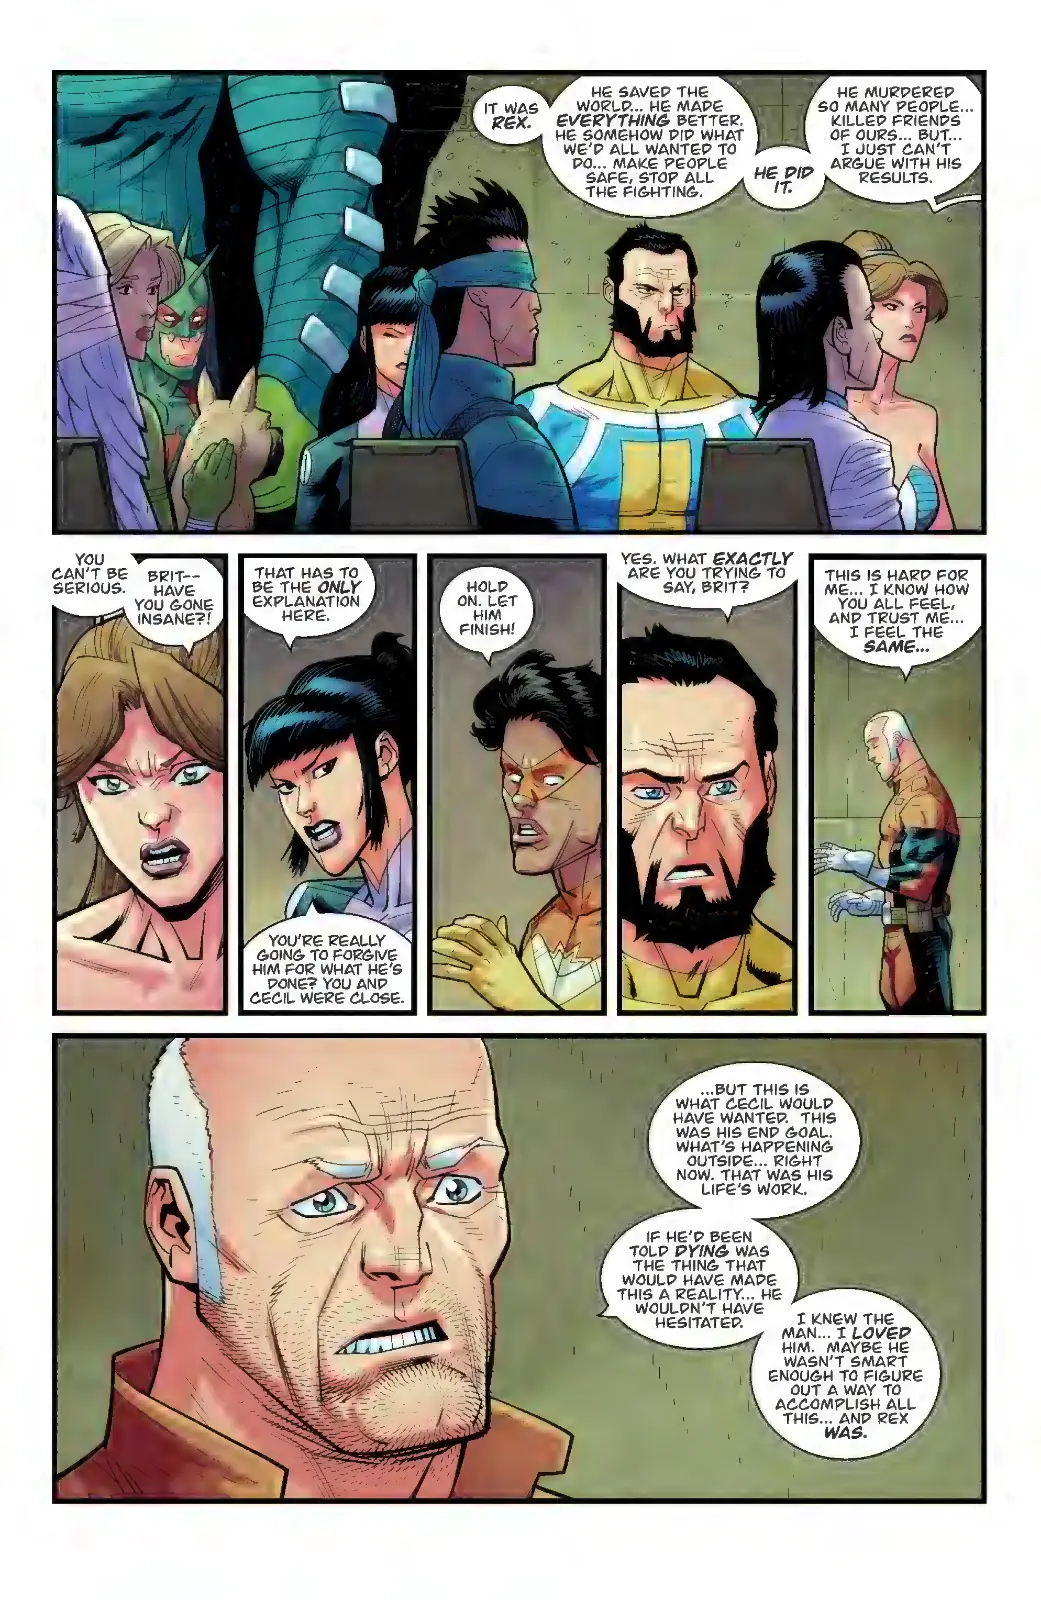 IT WAS
REX.
HE SAVED THE
WORLD... HE MADE
EVERYTHING BETTER.
HE SOMEHOW DID WHAT
WE'D ALL WANTED TO
DO... MAKE PEOPLE
SAFE, STOP ALL
THE FIGHTING.
HE DID
IT.
HE MURDERED
SO MANY PEOPLE...
KILLED FRIENDS
OF OURS... BUT...
I JUST CAN'T
ARGUE WITH HIS
RESULTS.
YOU
CAN'T BE
SERIOUS.
BRIT--
HAVE
YOU GONE
INSANE?!
THAT HAS TO
BE THE ONLY
EXPLANATION
HERE.
YOU'RE REALLY
GOING TO FORGIVE
HIM FOR WHAT HE'S
DONE? YOU AND
CECIL WERE CLOSE.
HOLD
ON. LET
HIM
FINISH!
YES. WHAT EXACTLY
ARE YOU TRYING TO
SAY, BRIT?
THIS IS HARD FOR
ME... I KNOW HOW
YOU ALL FEEL,
AND TRUST ME...
I FEEL THE
SAME...
...BUT THIS IS
WHAT CECIL WOULD
HAVE WANTED. THIS
WAS HIS END GOAL.
WHAT'S HAPPENING
OUTSIDE... RIGHT
NOW. THAT WAS HIS
LIFE'S WORK.
IF HE'D BEEN
TOLD DYING WAS
THE THING THAT
WOULD HAVE MADE
THIS A REALITY... HE
WOULDN'T HAVE
HESITATED.
I KNEW THE
MAN... I LOVED
HIM. MAYBE HE
WASN'T SMART
ENOUGH TO FIGURE
OUT A WAY TO
ACCOMPLISH ALL
THIS... AND REX
WAS.